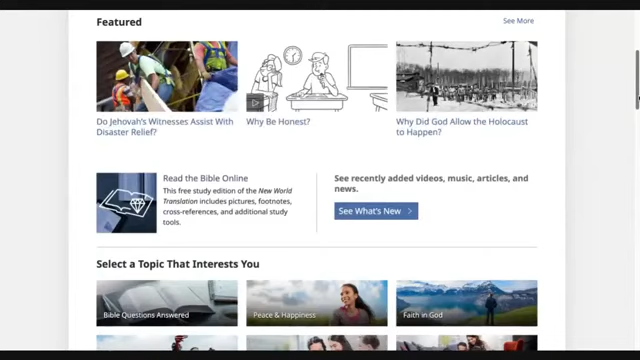 Featured
See More
Do Jehovah's Witnesses Assist With
Disaster Relief?
Why Be Honest?
Why Did God Allow the Holocaust
to Happen?
Read the Bible Online
This free study edition of the New World
Translation includes pictures, footnotes,
cross-references, and additional study
tools.
See recently added videos, music, articles, and
news.
See What's New
Select a Topic That Interests You
Bible Questions Answered
Peace & Happiness
Faith in God